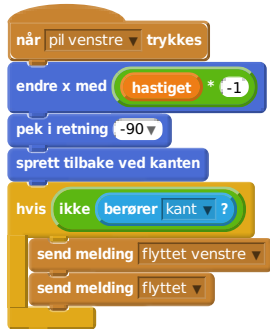 når pil venstre trykkes
endre x med hastiget * -1
pek i retning -90
sprett tilbake ved kanten
hvis ikke berører kant ?
send melding flyttet venstre
send melding flyttet